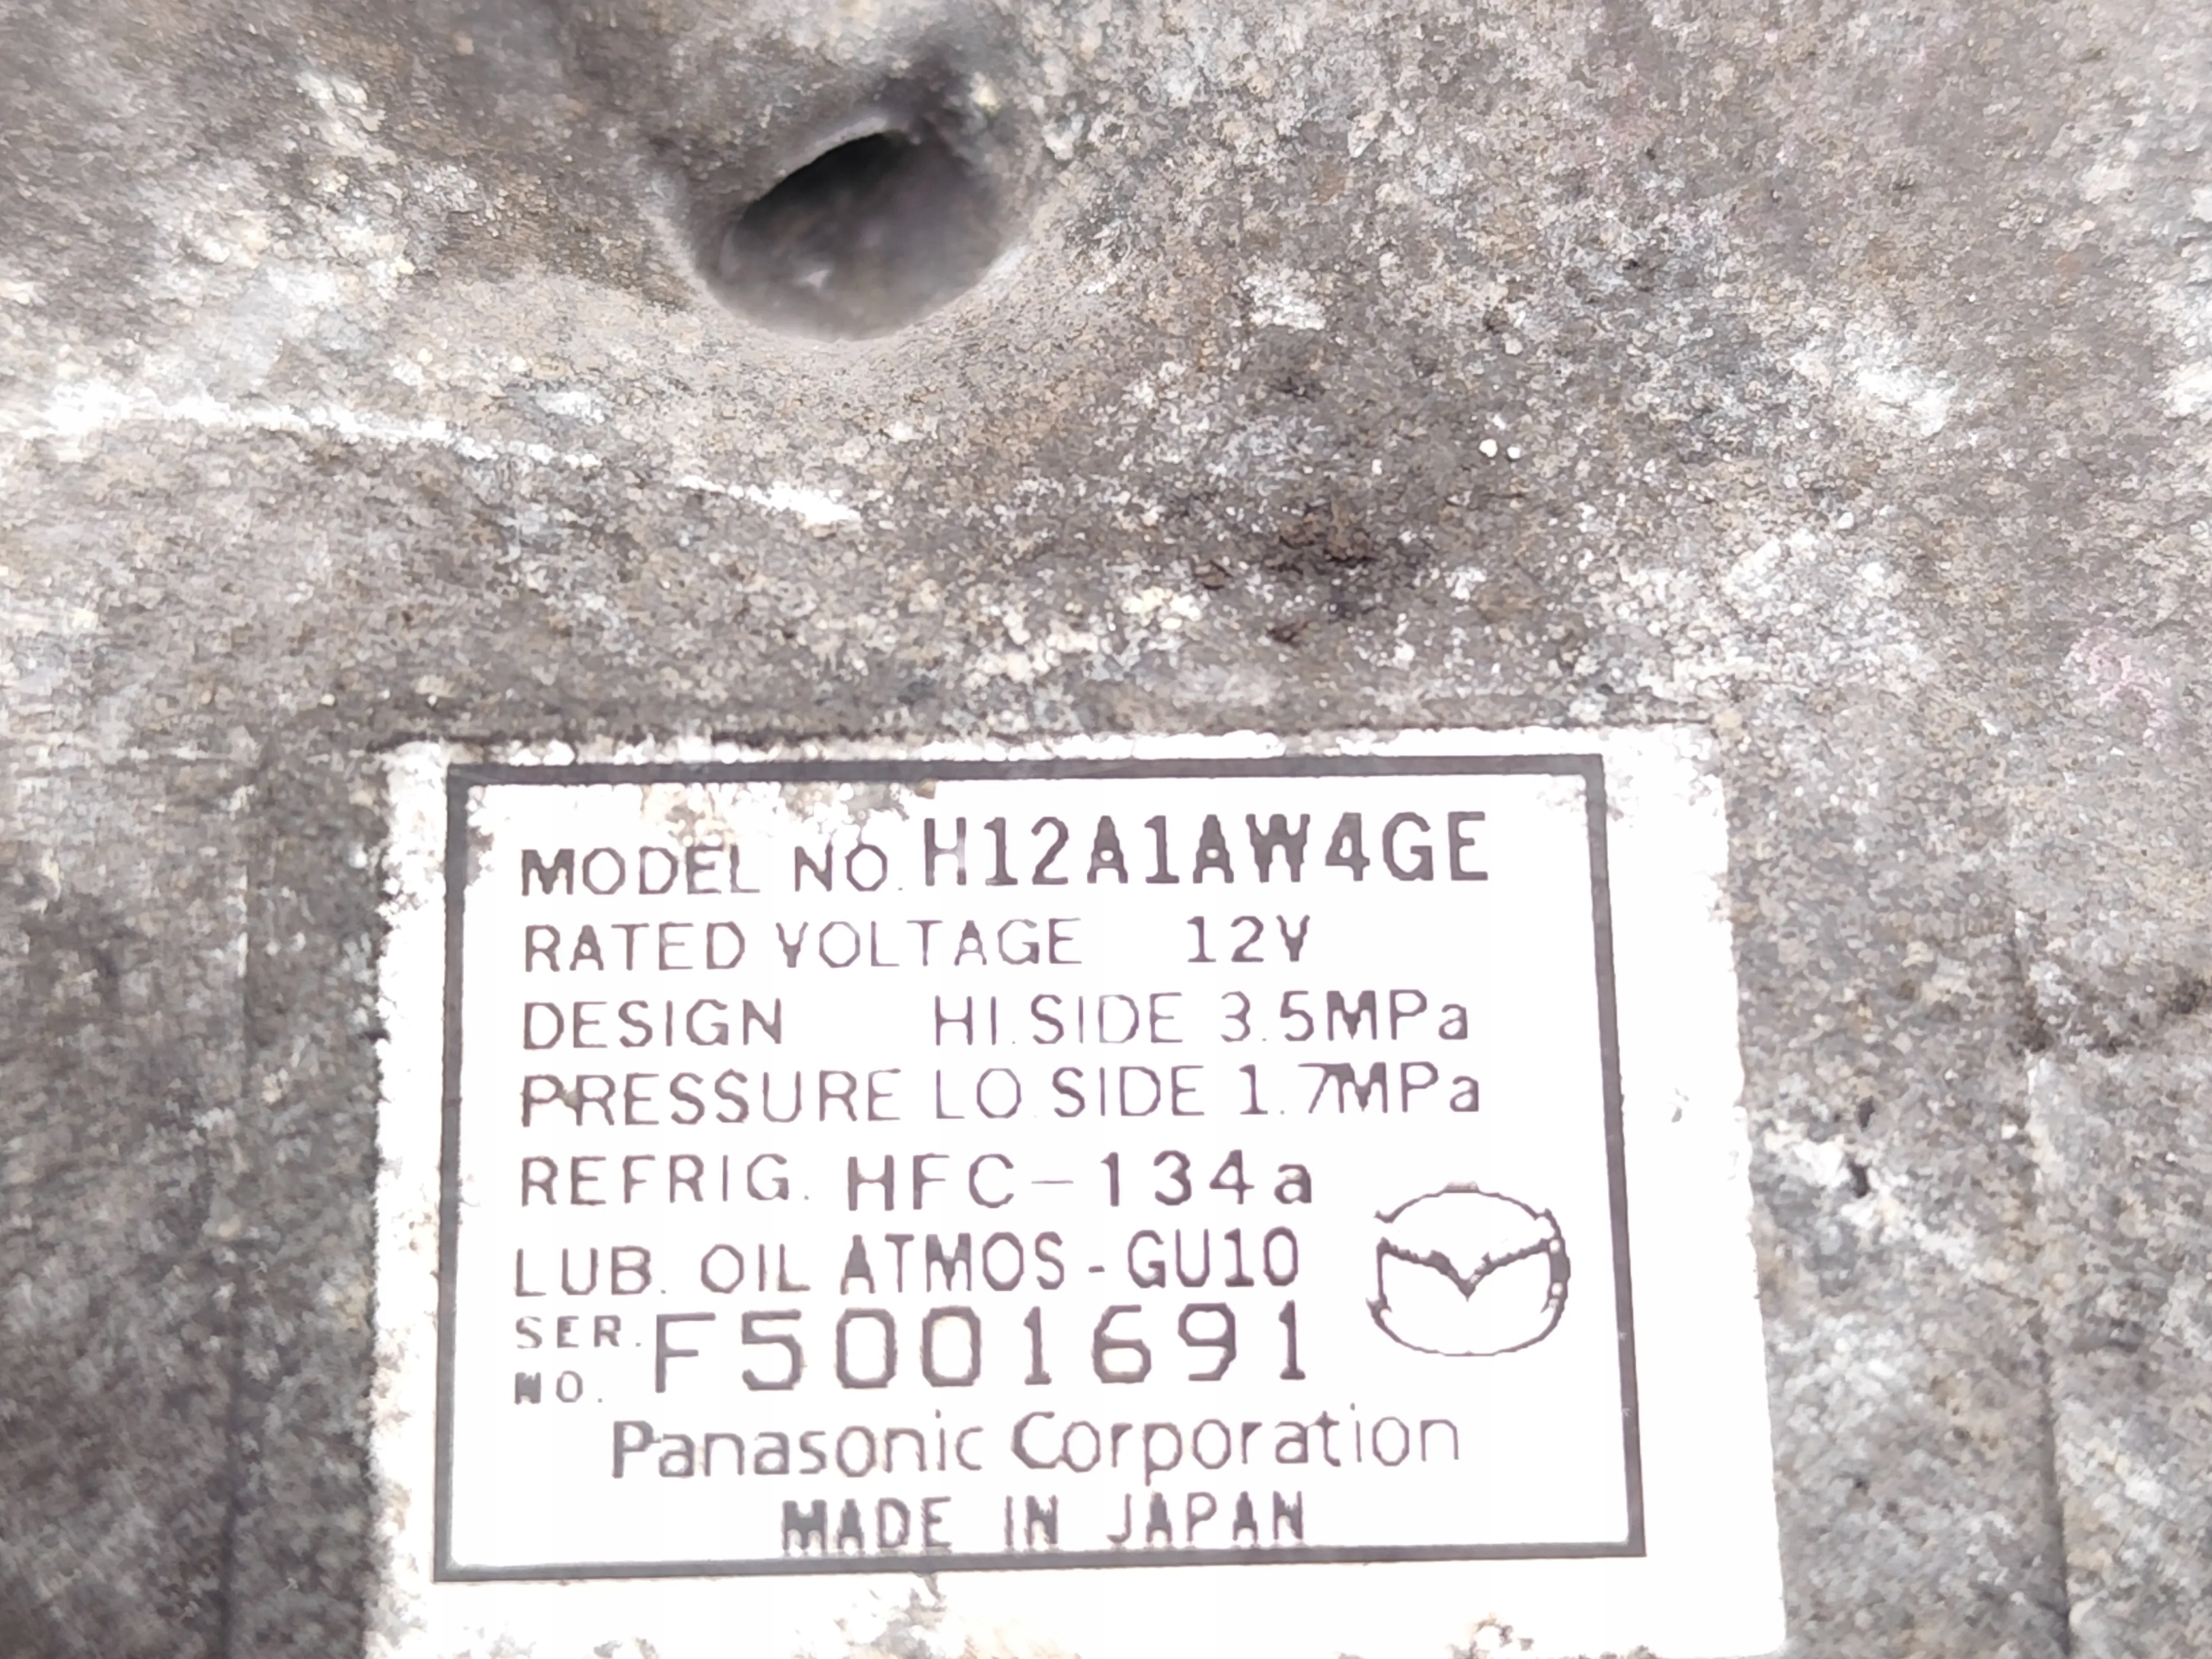 MODEL NO. H12A1AW4GE
RATED VOLTAGE 12V
DESIGN HI.SIDE 3.5MPa
PRESSURE LO.SIDE 1.7MPa
REFRIG. HFC-134a
LUB. OIL ATMOS-GU10
SER. NO. F5001691
Panasonic Corporation
MADE IN JAPAN